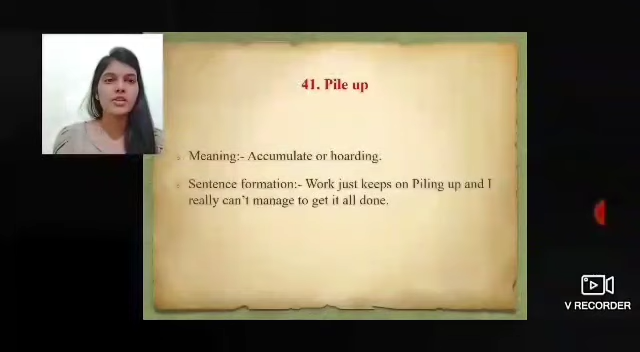 41. Pile up
Meaning:- Accumulate or hoarding.
Sentence formation:- Work just keeps on Piling up and I
really can't manage to get it all done.
V RECORDER